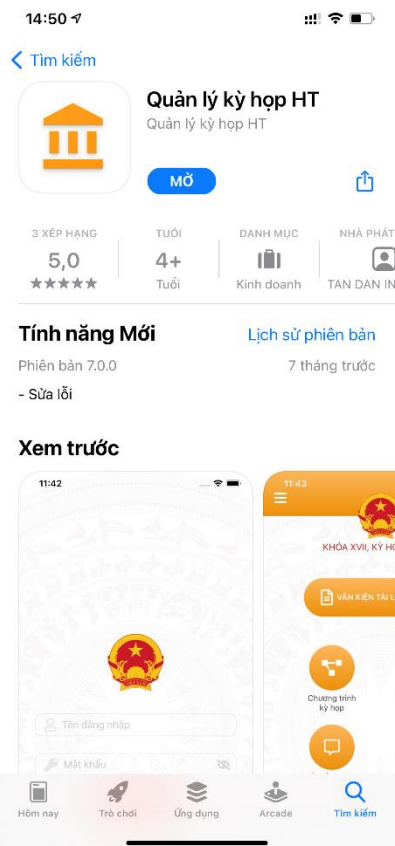 14:50
Tìm kiếm
Quản lý kỳ họp HT
Quản lý kỳ họp HT
MỞ
3 XẾP HẠNG
TUỔI
DANH MỤC
NHÀ PHÁT
5,0
4+
Tuổi
Kinh doanh
TAN DAN IN
Tính năng Mới
Lịch sử phiên bản
Phiên bản 7.0.0
7 tháng trước
- Sửa lỗi
Xem trước
11:42
11:43
KHÓA XVII, KỲ HỌ
VĂN KIỆN TÀI L
Tên đăng nhập
Chương trình
kỳ họp
Mật khẩu
Hôm nay
Trò chơi
Ứng dụng
Arcade
Tìm kiếm